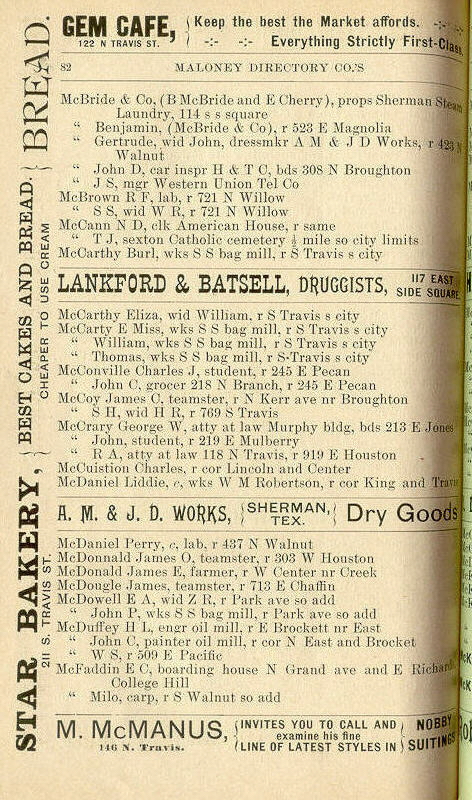 GEM CAFE, { Keep the best the Market affords. -:-
122 N TRAVIS ST. -:- -:- Everything Strictly First-Class
82 MALONEY DIRECTORY CO.'S
McBride & Co, (B McBride and E Cherry), props Sherman Steam
Laundry, 114 s s square
“ Benjamin, (McBride & Co), r 523 E Magnolia
“ Gertrude, wid John, dressmkr A M & J D Works, r 423 N
Walnut
“ John D, car inspr H & T C, bds 308 N Broughton
“ J S, mgr Western Union Tel Co
McBrown R F, lab, r 721 N Willow
“ S S, wid W R, r 721 N Willow
McCann N D, clk American House, r same
“ T J, sexton Catholic cemetery ½ mile so city limits
McCarthy Burl, wks S S bag mill, r S Travis s city
LANKFORD & BATSELL, DRUGGISTS, 117 EAST
SIDE SQUARE.
McCarthy Eliza, wid William, r S Travis s city
McCarty E Miss, wks S S bag mill, r S Travis s city
“ William, wks S S bag mill, r S Travis s city
“ Thomas, wks S S bag mill, r S-Travis s city
McConville Charles J, student, r 245 E Pecan
“ John C, grocer 218 N Branch, r 245 E Pecan
McCoy James C, teamster, r N Kerr ave nr Broughton
“ S H, wid H R, r 769 S Travis
McCrary George W, atty at law Murphy bldg, bds 213 E Jones
“ John, student, r 219 E Mulberry
“ R A, atty at law 118 N Travis, r 919 E Houston
McCuistion Charles, r cor Lincoln and Center
McDaniel Liddie, c, wks W M Robertson, r cor King and Travis
A. M. & J. D. WORKS, { SHERMAN, TEX. { Dry Goods
McDaniel Perry, c, lab, r 437 N Walnut
McDonnald James O, teamster, r 303 W Houston
McDonald James E, farmer, r W Center nr Creek
McDougle James, teamster, r 713 E Chaffin
McDowell E A, wid Z R, r Park ave so add
“ John P, wks S S bag mill, r Park ave so add
McDuffey H L, engr oil mill, r E Brockett nr East
“ John C, painter oil mill, r cor N East and Brocket
“ W S, r 509 E Pacific
McFaddin E C, boarding house N Grand ave and E Richards
College Hill
“ Milo, carp, r S Walnut so add
M. McMANUS, { INVITES YOU TO CALL AND
examine his fine
LINE OF LATEST STYLES IN } NOBBY
SUITINGS
146 N. Travis.
STAR BAKERY, { BEST CAKES AND BREAD. } BREAD.
211 S. TRAVIS ST. CHEAPER TO USE CREAM